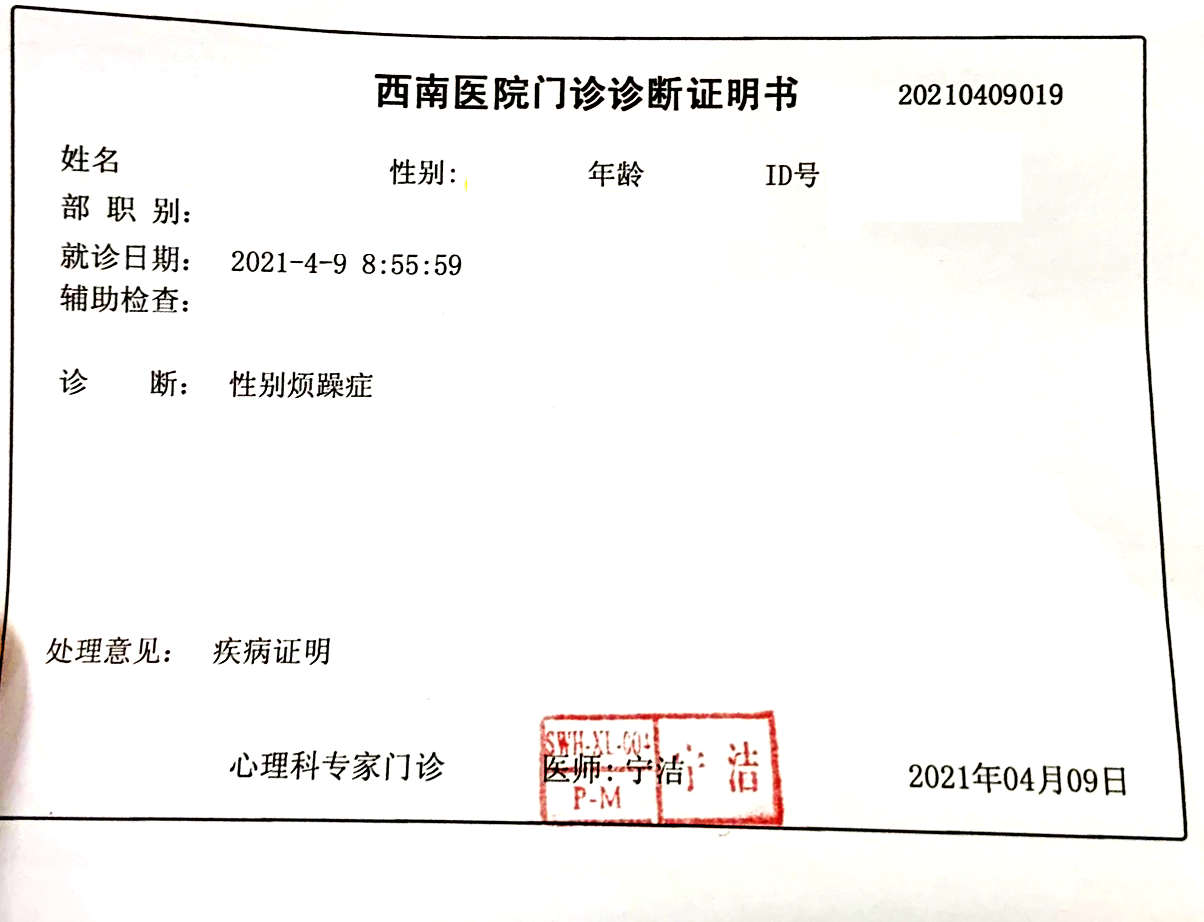 西南医院门诊诊断证明书 20210409019
姓名 性别: 年龄 ID号
部职别:
就诊日期: 2021-4-9 8:55:59
辅助检查:
诊断: 性别烦躁症
处理意见: 疾病证明
心理科专家门诊 医师:宁洁 2021年04月09日
P-M
宁洁